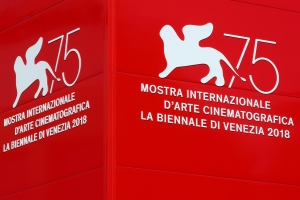 75
MOSTRA INTERNAZIONALE
D'ARTE CINEMATOGRAFICA
LA BIENNALE DI VENEZIA 2018
75
MOSTRA INTERNAZIONALE
D'ARTE CINEMATOGRAFICA
LA BIENNALE DI VENEZIA 2018